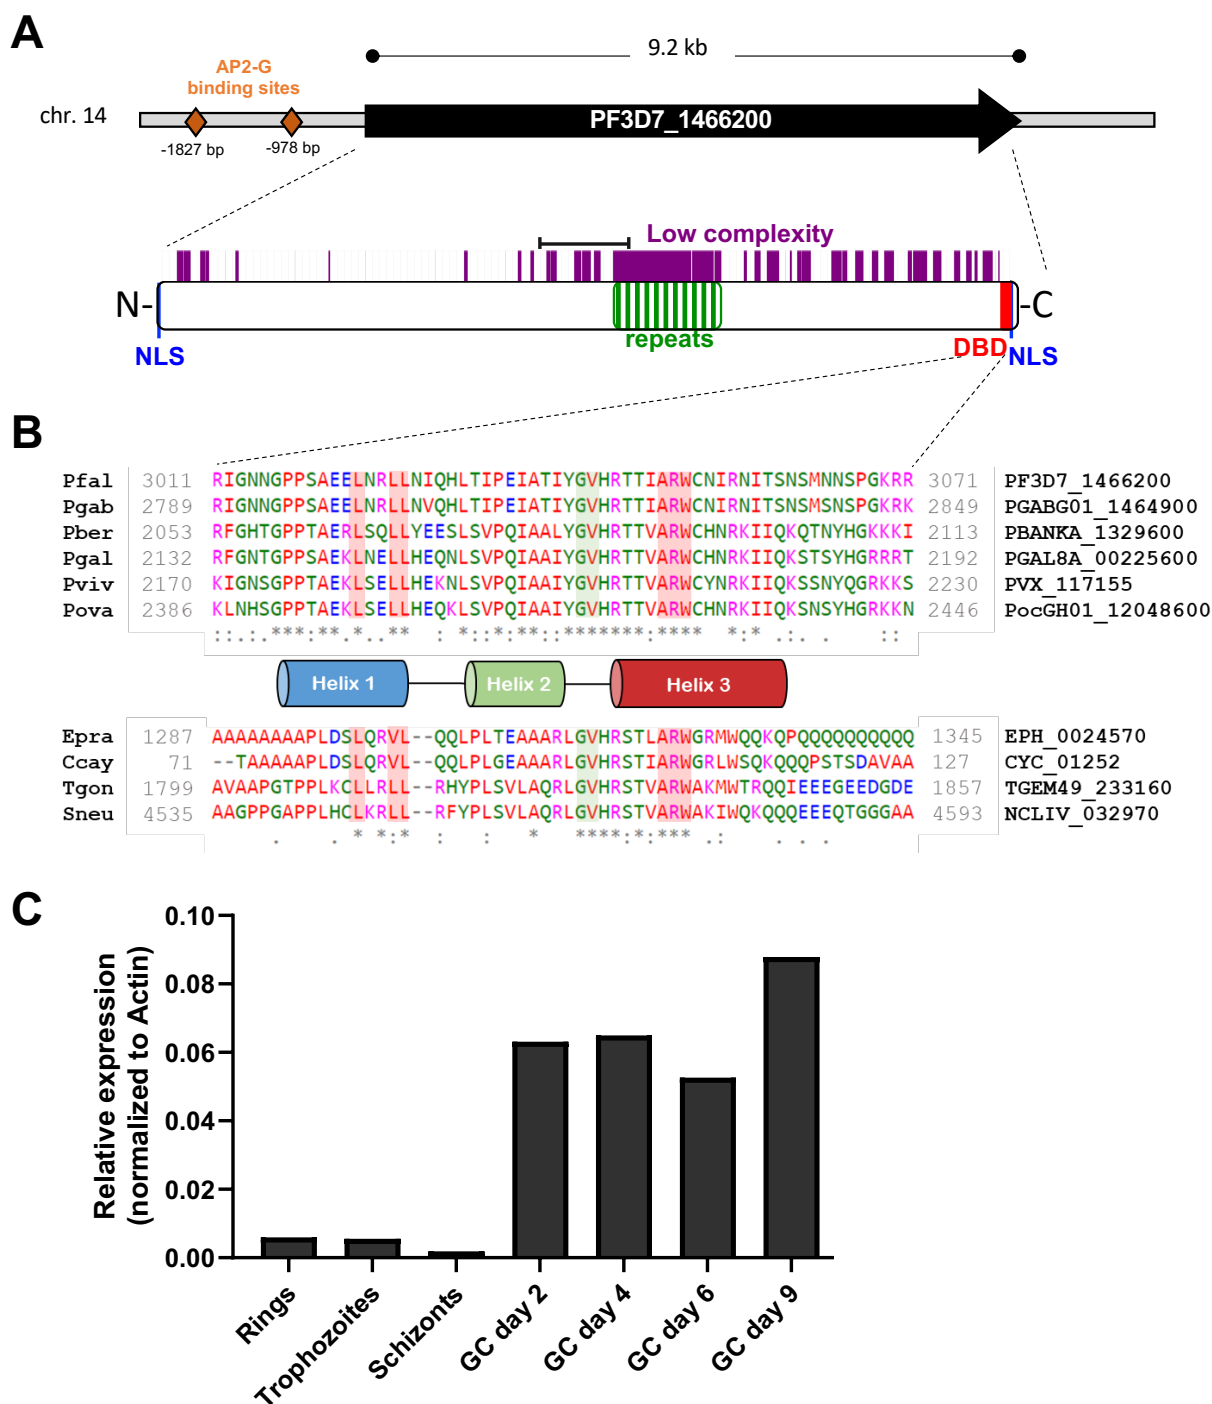 A
9.2 kb
AP2-G
binding sites
chr. 14
PF3D7_1466200
-1827 bp
-978 bp
Low complexity
N-
-C
repeats
NLS
DBD
NLS
B
Pfal 3011 RIGNNGPPSAEELNRLLNIQHLTIPEIATIYGVHRTTIARWCNIRNITSNSMNNSPGKRR 3071 PF3D7_1466200
Pgab 2789 RIGNNGPPSAEELNRLLNVQHLTIPEIATIYGVHRTTIARWCNIRNITSNSMSNSPGKRK 2849 PGABG01_1464900
Pber 2053 RFGHTGPPTAERLSQLLYEESLSVPQIAALYGVHRTTVARWCHNRKIIQKQTNYHGKKKI 2113 PBANKA_1329600
Pgal 2132 RFGNTGPPSAEKLNELLHEQNLSVPQIAAIYGVHRTTVARWCHNRKIIQKSTSYHGRRRT 2192 PGAL8A_00225600
Pviv 2170 KIGNSGPPTAEKLSELLHEKNLSVPQIAAIYGVHRTTVARWCYNRKIIQKSSNYQGRKKS 2230 PVX_117155
Pova 2386 KLNHSGPPTAEKLSELLHEQKLSVPQIAAIYGVHRTTVARWCHNRKIIQKSNSYHGRKKN 2446 PocGH01_12048600
::.:.***:**.*..** : *::*:**::*******:**** *:* .:. . ::
Helix 1
Helix 2
Helix 3
Epra 1287 AAAAAAAAPLDSLQRVL--QQLPLTEAAARLGVHRSTLARWGRMWQQKQPQQQQQQQQQQ 1345 EPH_0024570
Ccay 71 --TAAAAAPLDSLQRVL--QQLPLGEAAARLGVHRSTIARWGRLWSQKQQQPSTSDAVAA 127 CYC_01252
Tgon 1799 AVAAPGTPPLKCLLRLL--RHYPLSVLAQRLGVHRSTVARWAKMWTRQQIEEEGEEDGDE 1857 TGEM49_233160
Sneu 4535 AAGPPGAPPLHCLKRLL--RFYPLSVLAQRLGVHRSTVARWAKIWQKQQQEEEQTGGGAA 4593 NCLIV_032970
. . * *:* : : * ****:*:*** .: . . .
C
Relative expression
(normalized to Actin)
0.10
0.08
0.06
0.04
0.02
0.00
Rings
Trophozoites
Schizonts
GC day 2
GC day 4
GC day 6
GC day 9